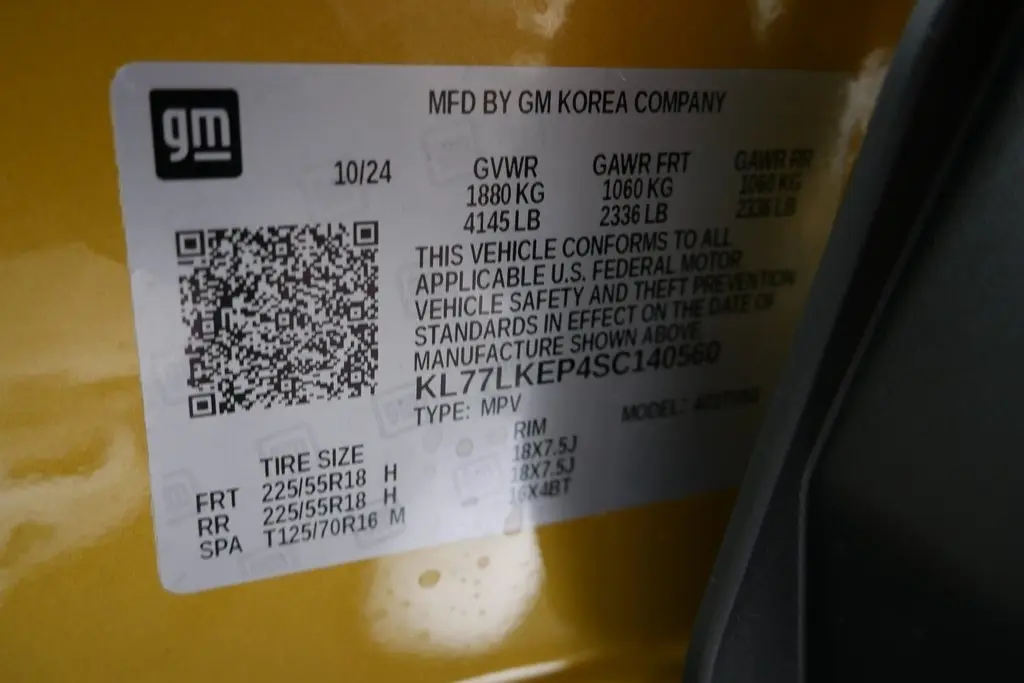 gm
MFD BY GM KOREA COMPANY
10/24
GVWR GAWR FRT GAWR RR
1880 KG 1060 KG 1060 KG
4145 LB 2336 LB 2336 LB
THIS VEHICLE CONFORMS TO ALL
APPLICABLE U.S. FEDERAL MOTOR
VEHICLE SAFETY AND THEFT PREVENTION
STANDARDS IN EFFECT ON THE DATE OF
MANUFACTURE SHOWN ABOVE
KL77LKEP4SC140560
TYPE: MPV MODEL:
TIRE SIZE RIM
FRT 225/55R18 H 18X7.5J
RR 225/55R18 H 18X7.5J
SPA T125/70R16 M 16X4BT